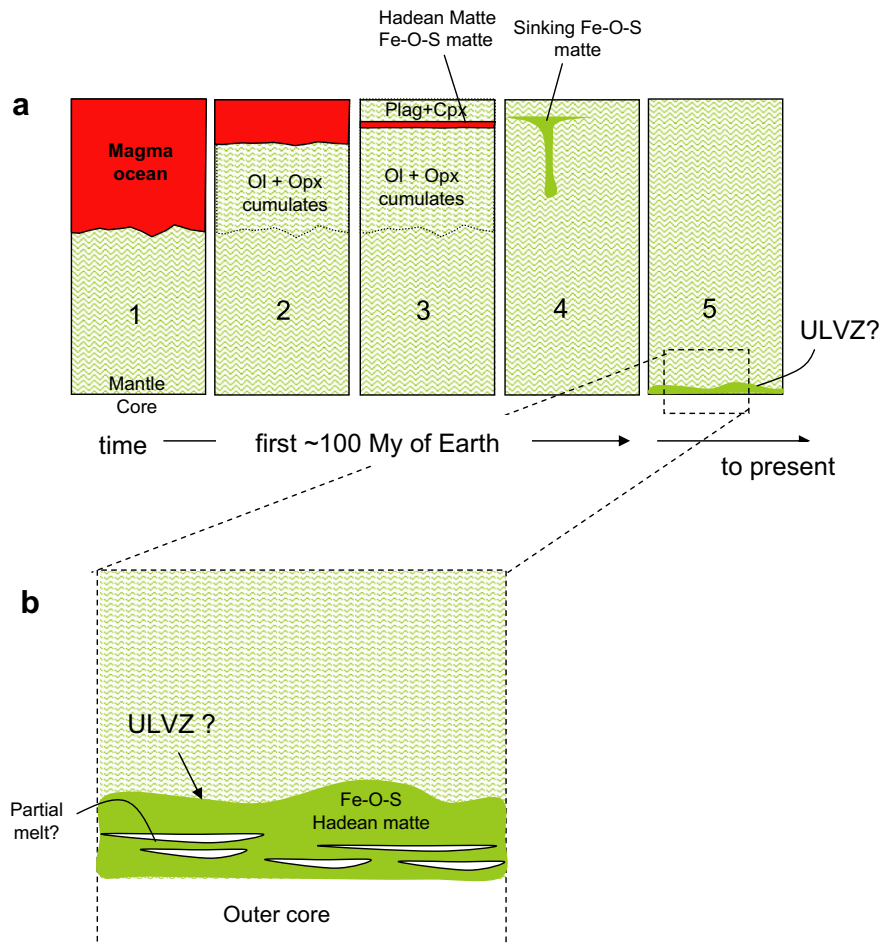 Hadean Matte
Fe-O-S matte
Sinking Fe-O-S
matte
a
Magma
ocean
Ol + Opx
cumulates
Plag+Cpx
Ol + Opx
cumulates
1
2
3
4
5
ULVZ?
Mantle
Core
time
first ~100 My of Earth
to present
b
ULVZ ?
Partial
melt?
Fe-O-S
Hadean matte
Outer core